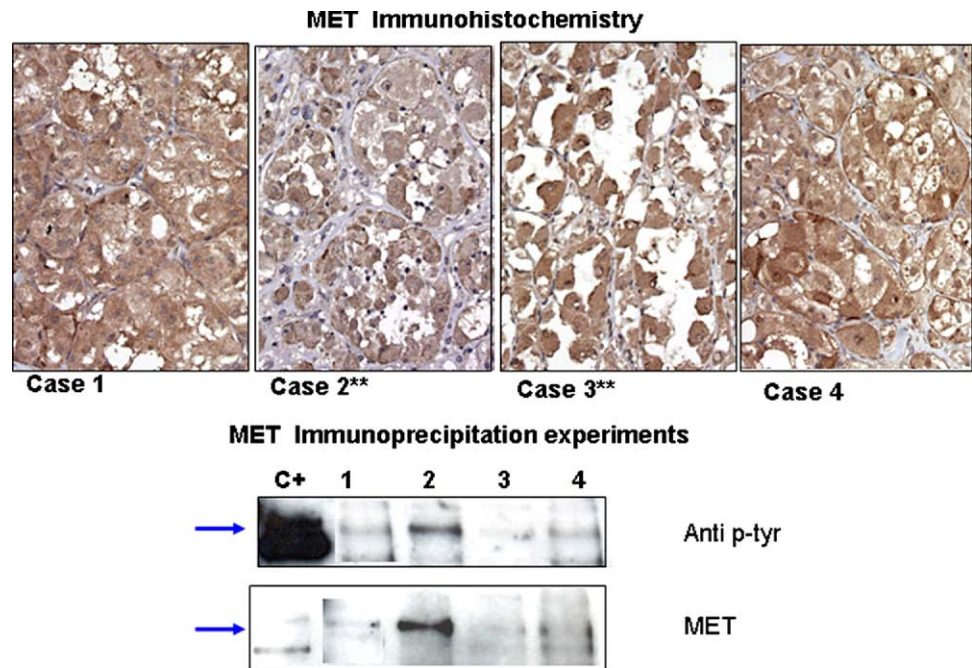 MET Immunohistochemistry
Case 1
Case 2**
Case 3**
Case 4
MET Immunoprecipitation experiments
C+ 1 2 3 4
Anti p-tyr
MET